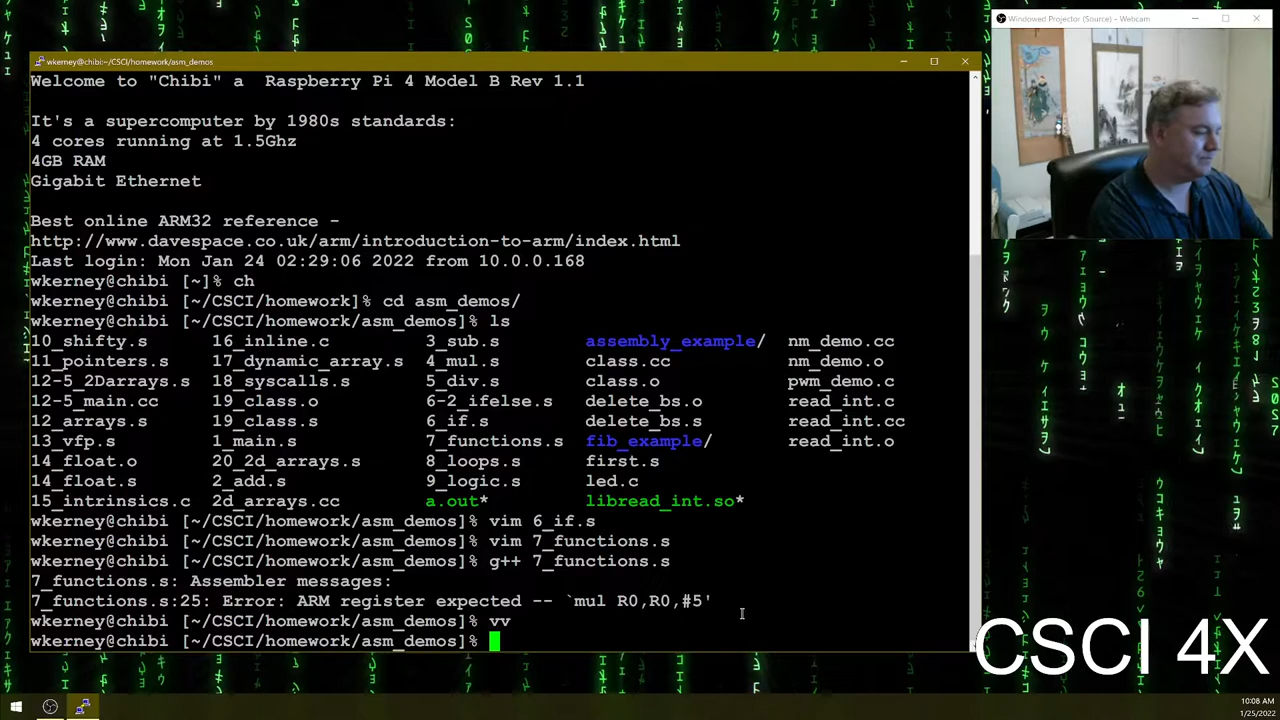 wkerney@chibi:~/CSCI/homework/asm_demos
Windowed Projector (Source) - Webcam
Welcome to "Chibi" a  Raspberry Pi 4 Model B Rev 1.1
It's a supercomputer by 1980s standards:
4 cores running at 1.5Ghz
4GB RAM
Gigabit Ethernet
Best online ARM32 reference -
http://www.davespace.co.uk/arm/introduction-to-arm/index.html
Last login: Mon Jan 24 02:29:06 2022 from 10.0.0.168
wkerney@chibi [~]% ch
wkerney@chibi [~/CSCI/homework]% cd asm_demos/
wkerney@chibi [~/CSCI/homework/asm_demos]% ls
10_shifty.s 16_inline.c 3_sub.s assembly_example/ nm_demo.cc
11_pointers.s 17_dynamic_array.s 4_mul.s class.cc nm_demo.o
12-5_2Darrays.s 18_syscalls.s 5_div.s class.o pwm_demo.c
12-5_main.cc 19_class.o 6-2_ifelse.s delete_bs.o read_int.c
12_arrays.s 19_class.s 6_if.s delete_bs.s read_int.cc
13_vfp.s 1_main.s 7_functions.s fib_example/ read_int.o
14_float.o 20_2d_arrays.s 8_loops.s first.s
14_float.s 2_add.s 9_logic.s led.c
15_intrinsics.c 2d_arrays.cc a.out* libread_int.so*
wkerney@chibi [~/CSCI/homework/asm_demos]% vim 6_if.s
wkerney@chibi [~/CSCI/homework/asm_demos]% vim 7_functions.s
wkerney@chibi [~/CSCI/homework/asm_demos]% g++ 7_functions.s
7_functions.s: Assembler messages:
7_functions.s:25: Error: ARM register expected -- `mul R0,R0,#5'
wkerney@chibi [~/CSCI/homework/asm_demos]% vv
wkerney@chibi [~/CSCI/homework/asm_demos]%
CSCI 4X
10:08 AM
1/25/2022